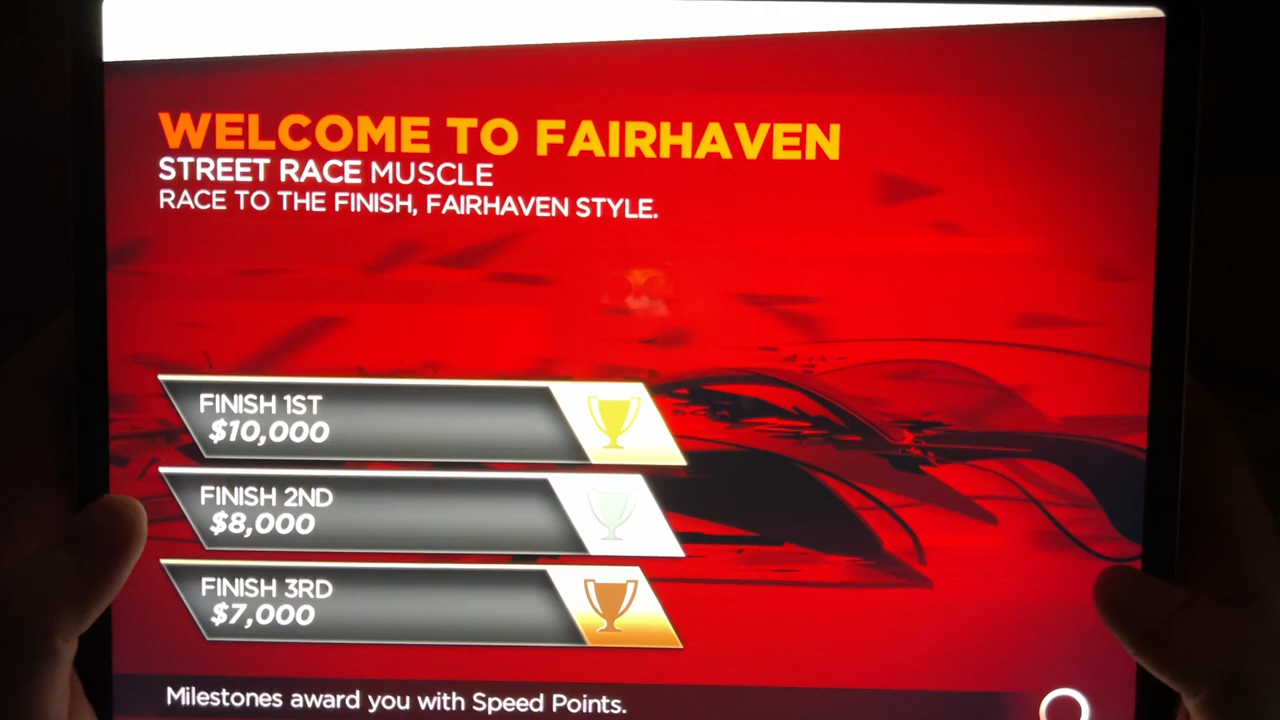 WELCOME TO FAIRHAVEN
STREET RACE MUSCLE
RACE TO THE FINISH, FAIRHAVEN STYLE.
FINISH 1ST
$10,000
FINISH 2ND
$8,000
FINISH 3RD
$7,000
Milestones award you with Speed Points.